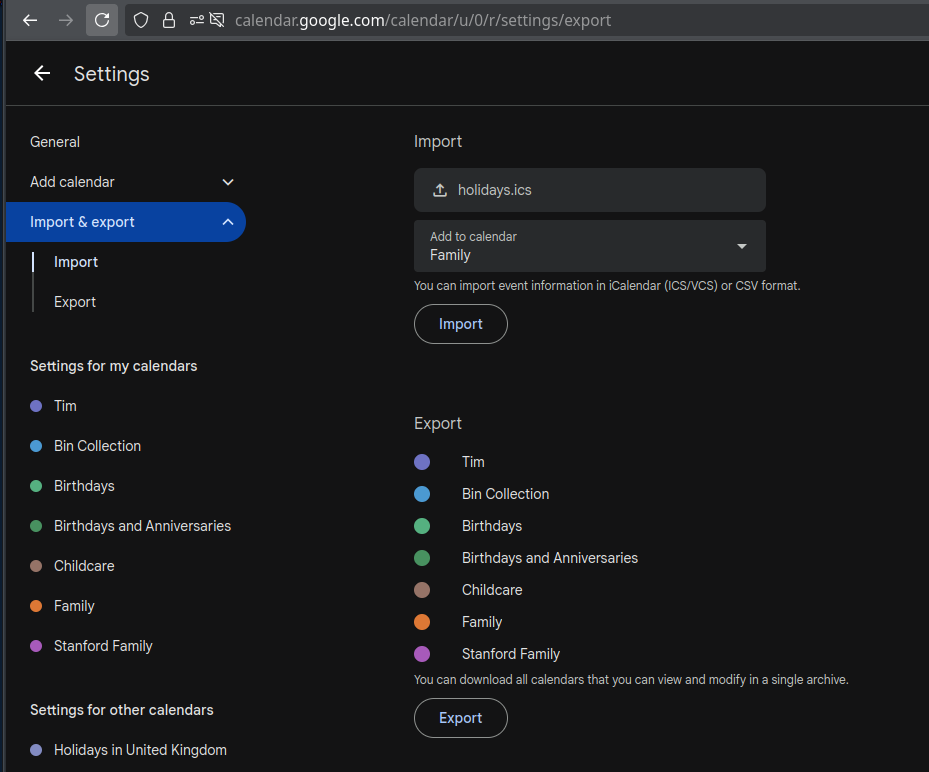 calendar.google.com/calendar/u/0/r/settings/export
Settings
General
Add calendar
Import & export
Import
Export
Settings for my calendars
Tim
Bin Collection
Birthdays
Birthdays and Anniversaries
Childcare
Family
Stanford Family
Settings for other calendars
Holidays in United Kingdom
Import
holidays.ics
Add to calendar
Family
You can import event information in iCalendar (ICS/VCS) or CSV format.
Import
Export
Tim
Bin Collection
Birthdays
Birthdays and Anniversaries
Childcare
Family
Stanford Family
You can download all calendars that you can view and modify in a single archive.
Export